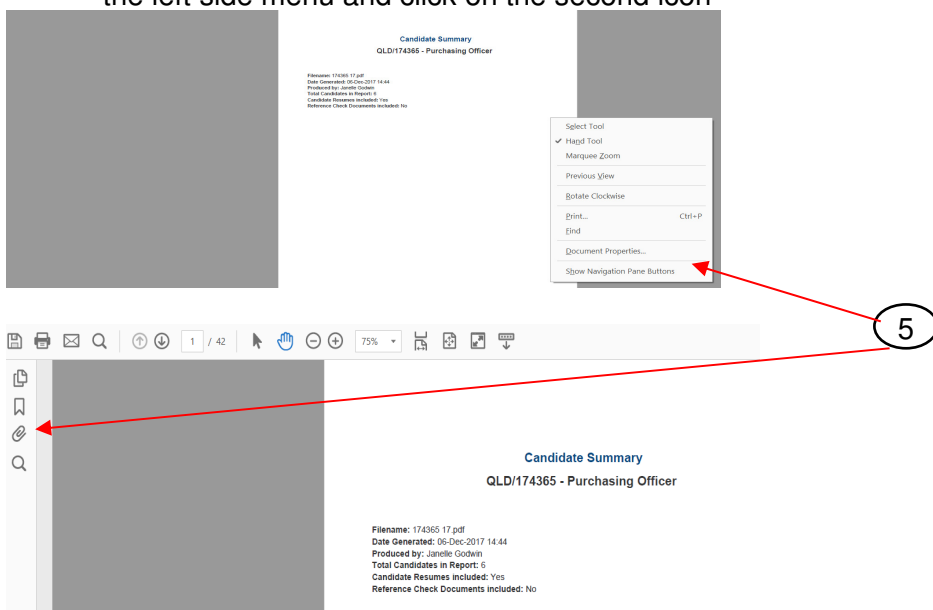 the left side menu and click on the second icon
Candidate Summary
QLD/174365 - Purchasing Officer
Filename: 174365 17.pdf
Date Generated: 06-Dec-2017 14:44
Produced by: Janelle Godwin
Total Candidates in Report: 6
Candidate Resumes included: Yes
Reference Check Documents included: No
Select Tool
Hand Tool
Marquee Zoom
Previous View
Rotate Clockwise
Print... Ctrl+P
Find
Document Properties...
Show Navigation Pane Buttons
5
1 / 42 75%
Candidate Summary
QLD/174365 - Purchasing Officer
Filename: 174365 17.pdf
Date Generated: 06-Dec-2017 14:44
Produced by: Janelle Godwin
Total Candidates in Report: 6
Candidate Resumes included: Yes
Reference Check Documents included: No